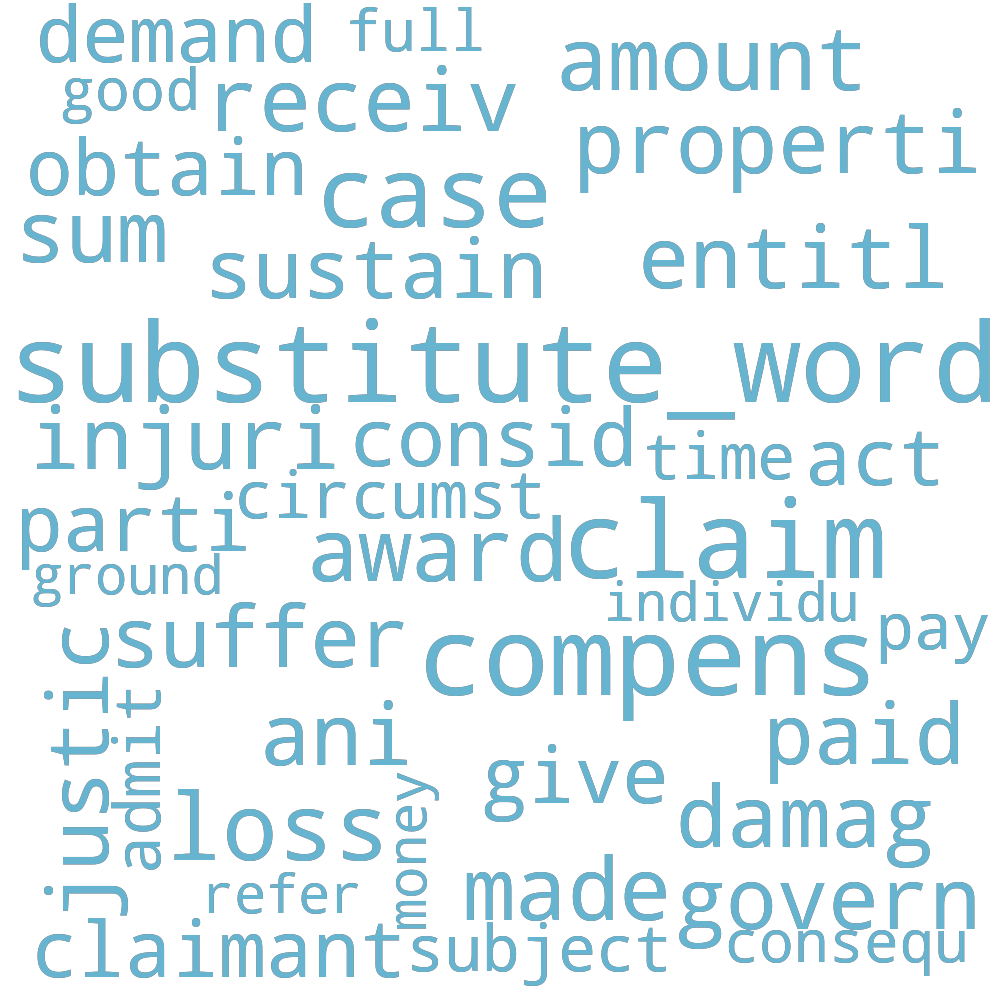 demand full
amount
good receiv
properti
obtain case
sum
sustain entitl
substitute_word
injuri consid time act
circumst
parti award claim
ground individu
suffer compens pay
justic
admit
ani paid
give
money
loss damag
refer made govern
claimant subject consequ